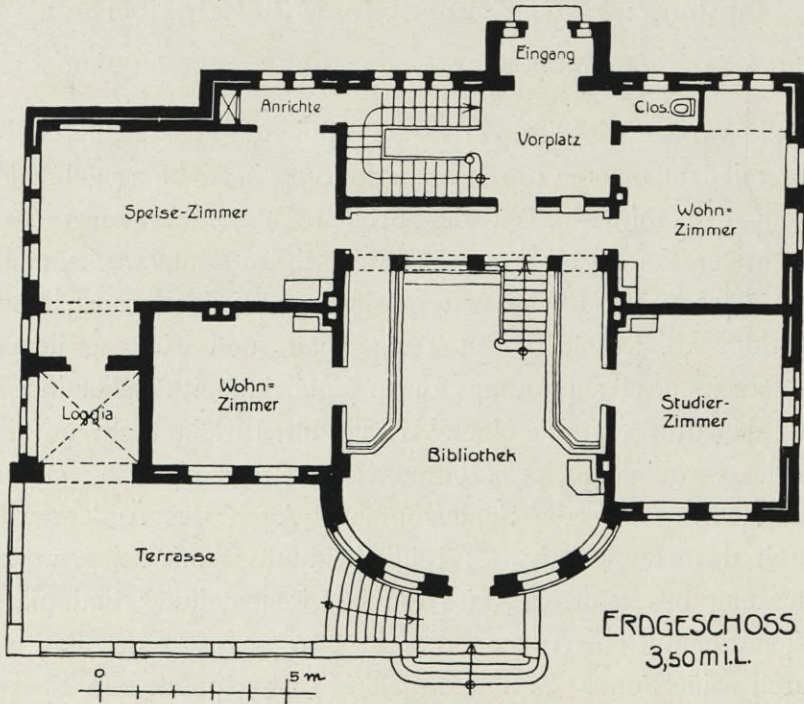 Eingang
Anrichte
Clos.
Vorplatz
Speise-Zimmer
Wohn=
Zimmer
Wohn=
Zimmer
Loggia
Studier-
Zimmer
Bibliothek
Terrasse
ERDGESCHOSS
3,50 m i. L.
0 5 m